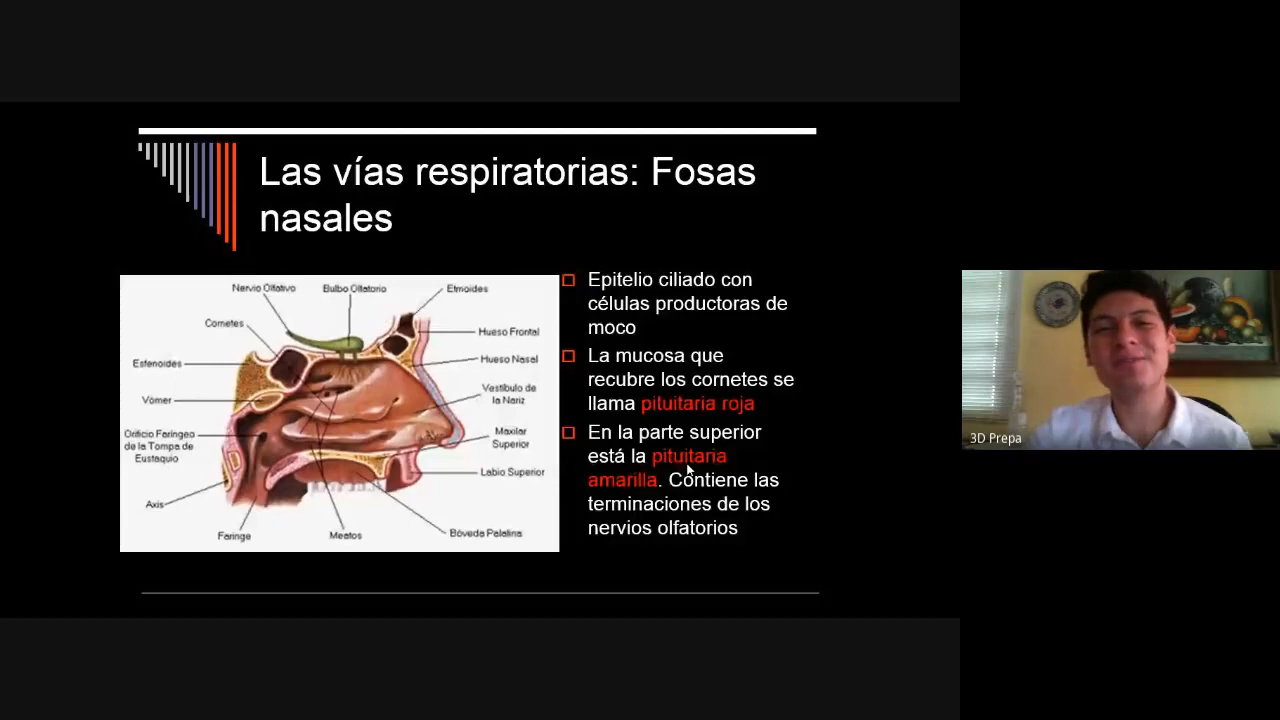 Las vías respiratorias: Fosas
nasales
Nervio Olfativo
Bulbo Olfatorio
Etmoides
Cornetes
Hueso Frontal
Esfenoides
Hueso Nasal
Vómer
Vestíbulo de
la Nariz
Orificio Faríngeo
de la Tompa de
Eustaquio
Maxilar
Superior
Labio Superior
Axis
Faringe
Meatos
Bóveda Palatina
Epitelio ciliado con
células productoras de
moco
La mucosa que
recubre los cornetes se
llama pituitaria roja
En la parte superior
está la pituitaria
amarilla. Contiene las
terminaciones de los
nervios olfatorios
3D Prepa